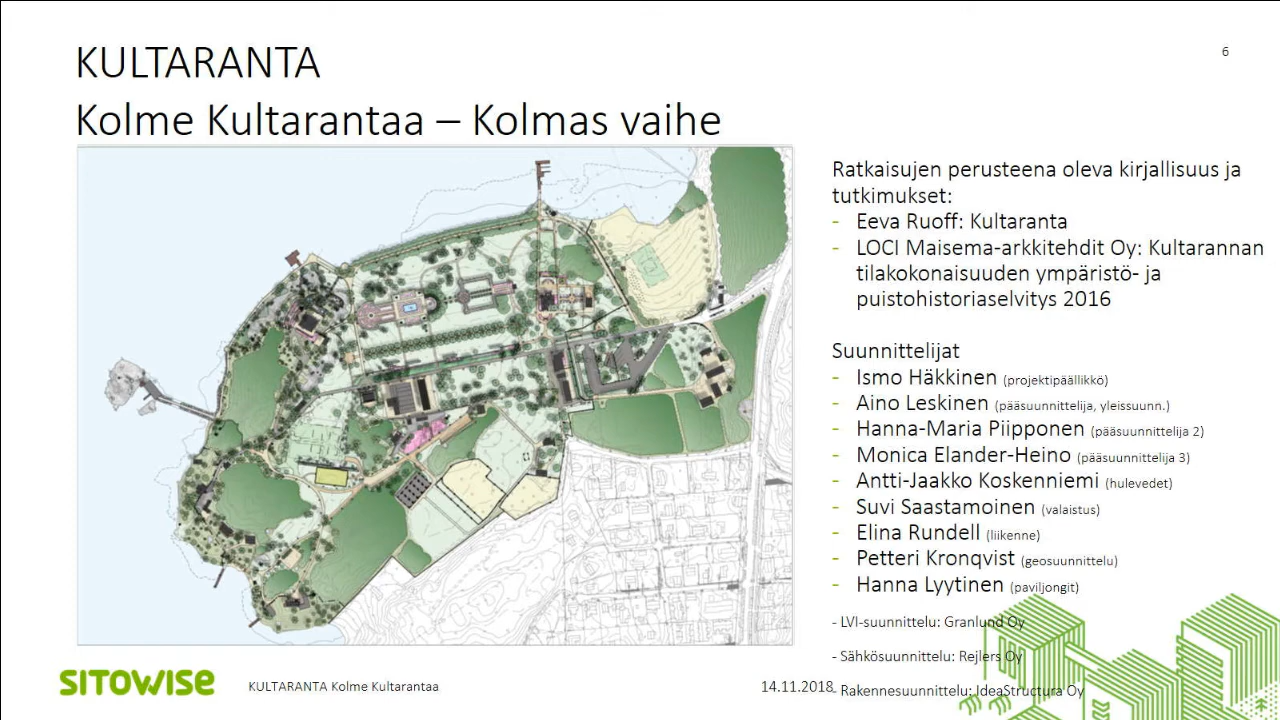 KULTARANTA
6
Kolme Kultarantaa – Kolmas vaihe
Ratkaisujen perusteena oleva kirjallisuus ja
tutkimukset:
- Eeva Ruoff: Kultaranta
- LOCI Maisema-arkkitehdit Oy: Kultarannan
tilakokonaisuuden ympäristö- ja
puistohistoriaselvitys 2016
Suunnittelijat
- Ismo Häkkinen (projektipäällikkö)
- Aino Leskinen (pääsuunnittelija, yleissuunn.)
- Hanna-Maria Piipponen (pääsuunnittelija 2)
- Monica Elander-Heino (pääsuunnittelija 3)
- Antti-Jaakko Koskenniemi (hulevedet)
- Suvi Saastamoinen (valaistus)
- Elina Rundell (liikenne)
- Petteri Kronqvist (geosuunnittelu)
- Hanna Lyytinen (paviljongit)
- LVI-suunnittelu: Granlund Oy
- Sähkösuunnittelu: Rejlers Oy
- Rakennesuunnittelu: IdeaStructura Oy
SITOWISE
KULTARANTA Kolme Kultarantaa
14.11.2018